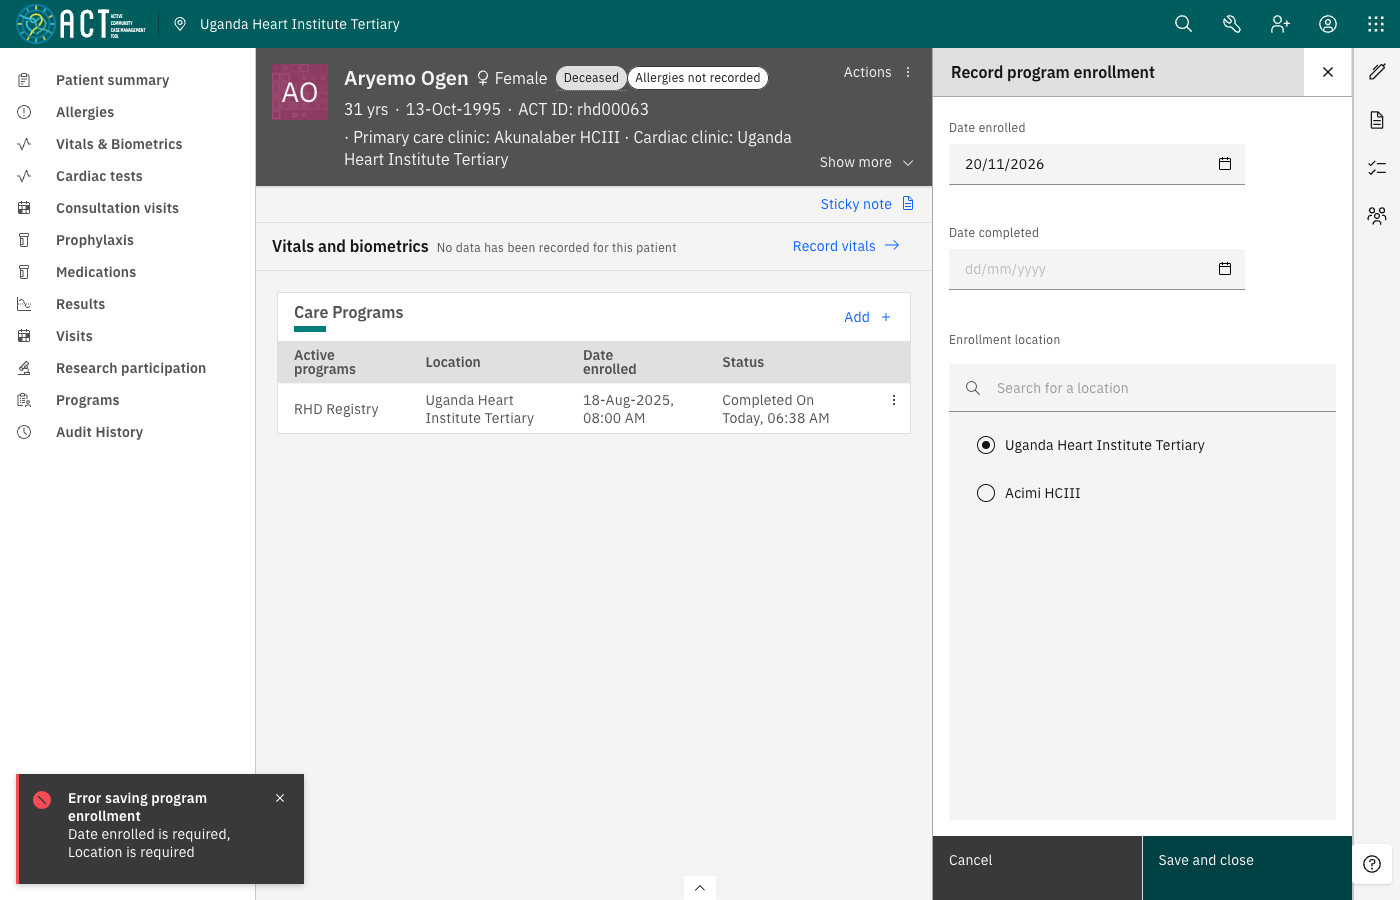 ACT
ACTIVE
COMMUNITY
CASE MANAGEMENT
TOOL
Uganda Heart Institute Tertiary
Patient summary
Allergies
Vitals & Biometrics
Cardiac tests
Consultation visits
Prophylaxis
Medications
Results
Visits
Research participation
Programs
Audit History
AO
Aryemo Ogen
Female
Deceased
Allergies not recorded
Actions
31 yrs · 13-Oct-1995 · ACT ID: rhd00063
· Primary care clinic: Akunalaber HCIII · Cardiac clinic: Uganda
Heart Institute Tertiary
Show more
Sticky note
Vitals and biometrics
No data has been recorded for this patient
Record vitals
Care Programs
Add +
Active
programs
Location
Date
enrolled
Status
RHD Registry
Uganda Heart
Institute Tertiary
18-Aug-2025,
08:00 AM
Completed On
Today, 06:38 AM
Record program enrollment
Date enrolled
20/11/2026
Date completed
dd/mm/yyyy
Enrollment location
Search for a location
Uganda Heart Institute Tertiary
Acimi HCIII
Cancel
Save and close
Error saving program
enrollment
Date enrolled is required,
Location is required